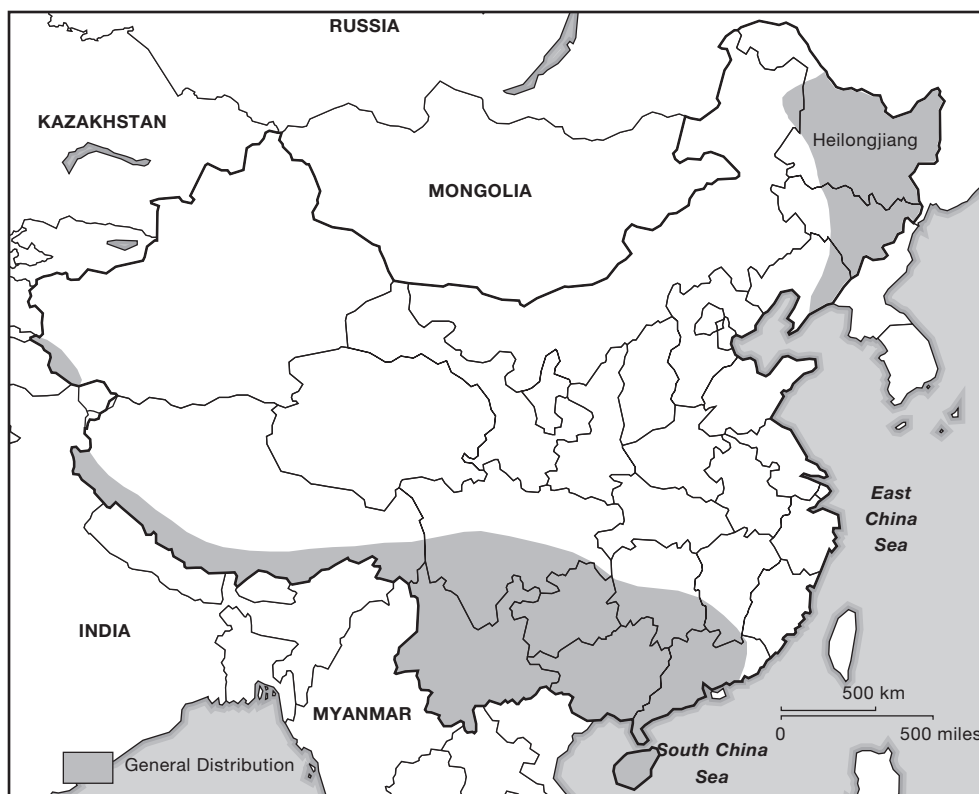 RUSSIA
KAZAKHSTAN
Heilongjiang
MONGOLIA
East
China
Sea
INDIA
500 km
MYANMAR
0 500 miles
South China
Sea
General Distribution